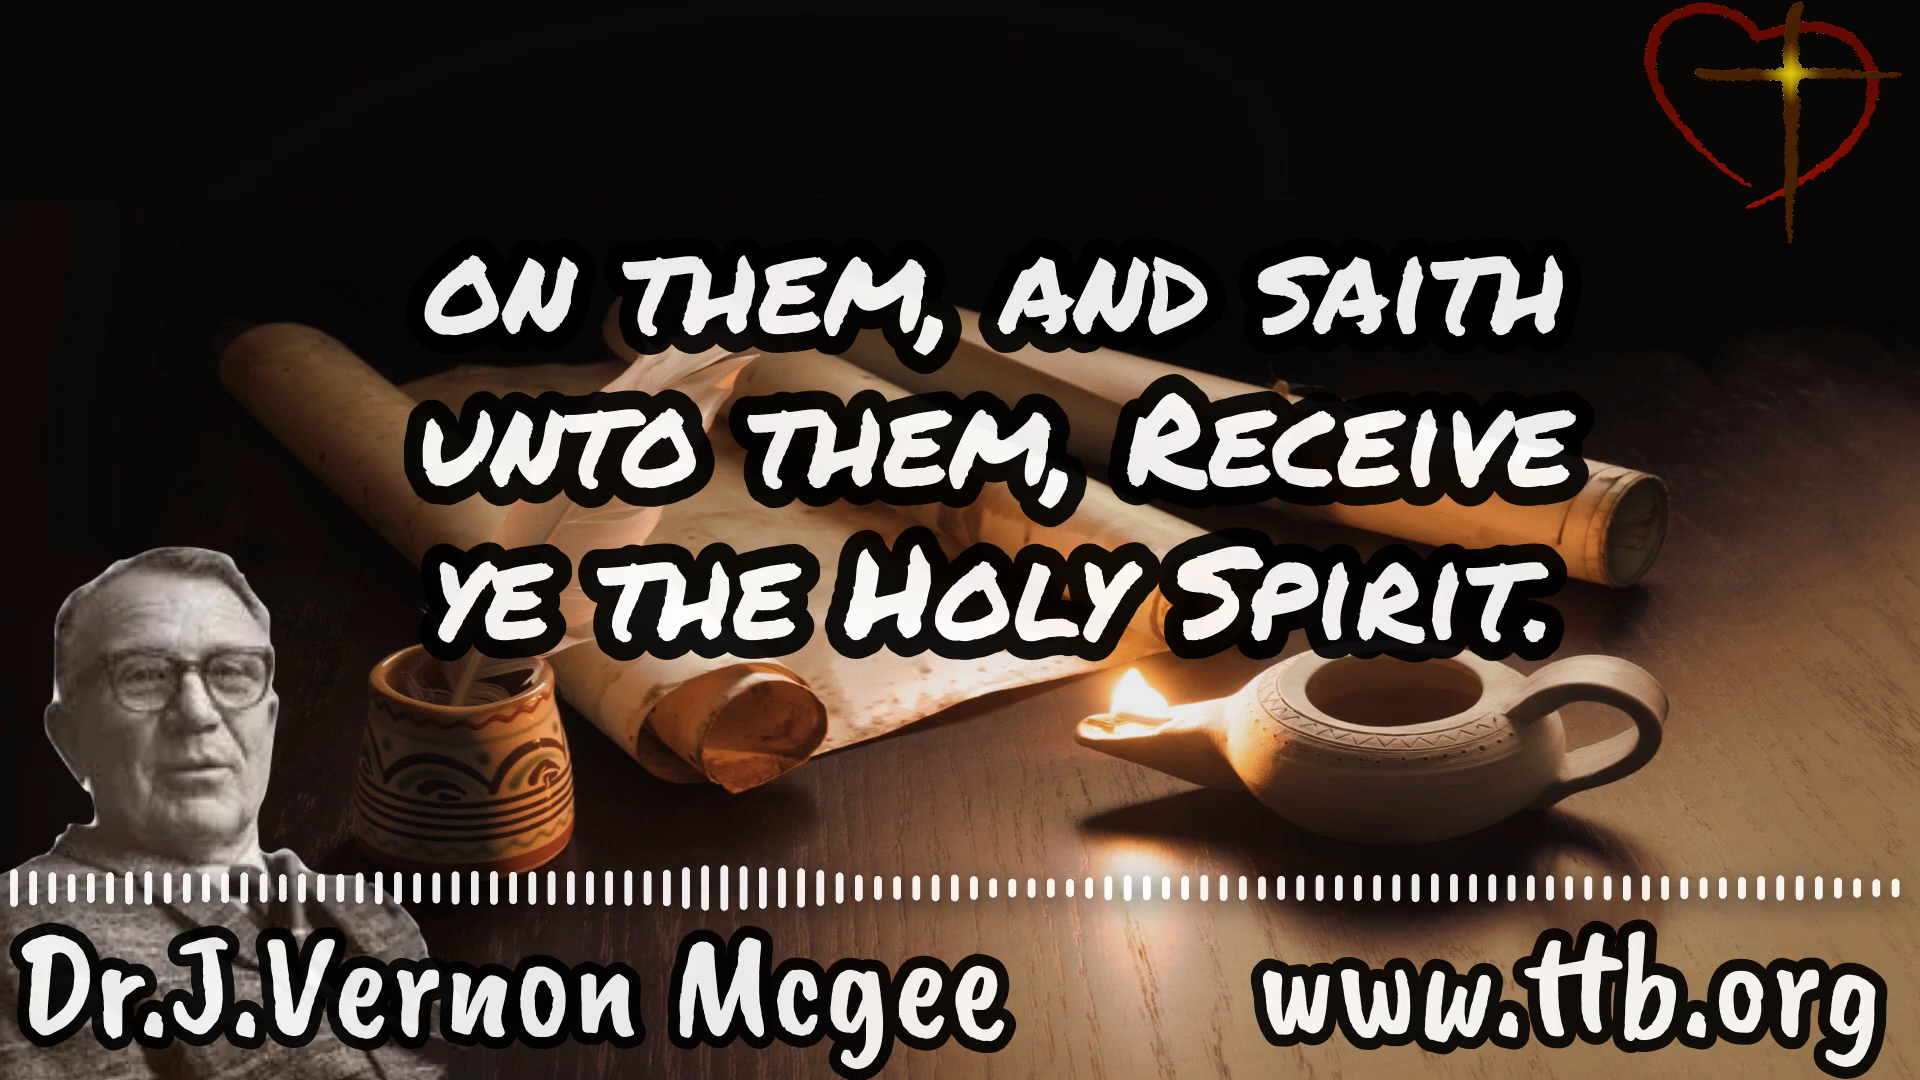 on them, and saith
unto them, Receive
ye the Holy Spirit.
Dr.J.Vernon Mcgee
www.ttb.org